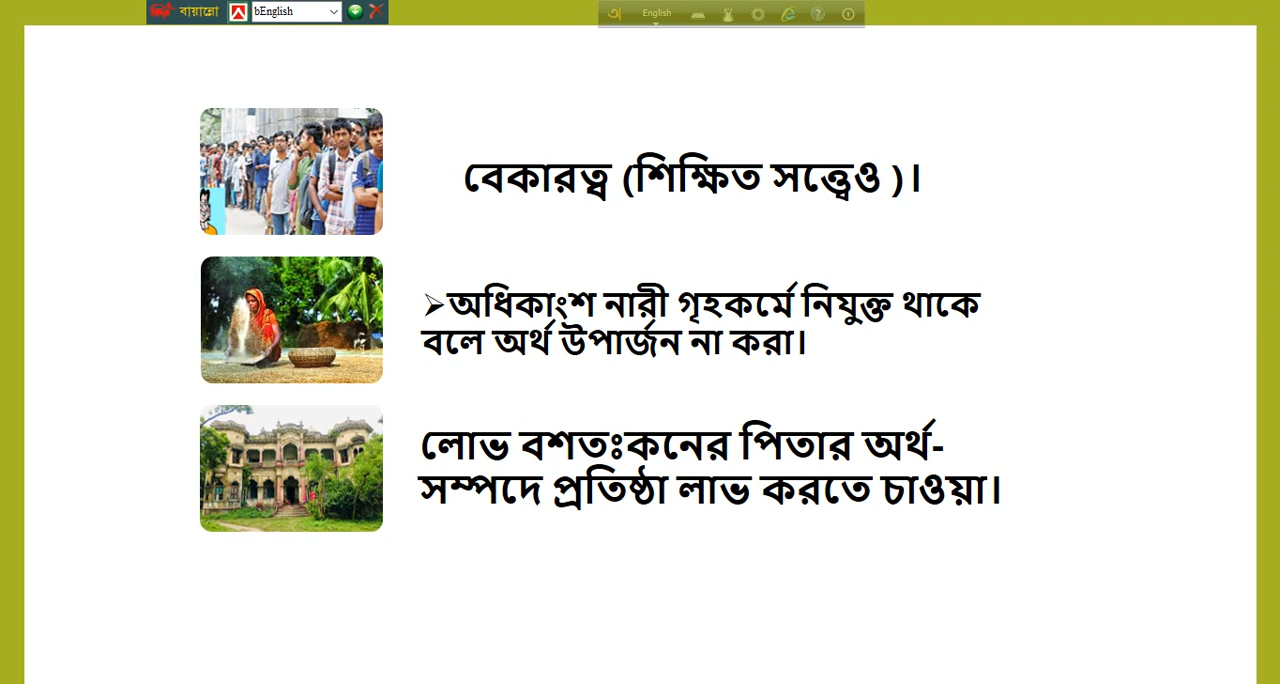 বায়ান্নো bEnglish
অ English
বেকারত্ব (শিক্ষিত সত্ত্বেও )।
➢অধিকাংশ নারী গৃহকর্মে নিযুক্ত থাকে
বলে অর্থ উপার্জন না করা।
লোভ বশতঃকনের পিতার অর্থ-
সম্পদে প্রতিষ্ঠা লাভ করতে চাওয়া।